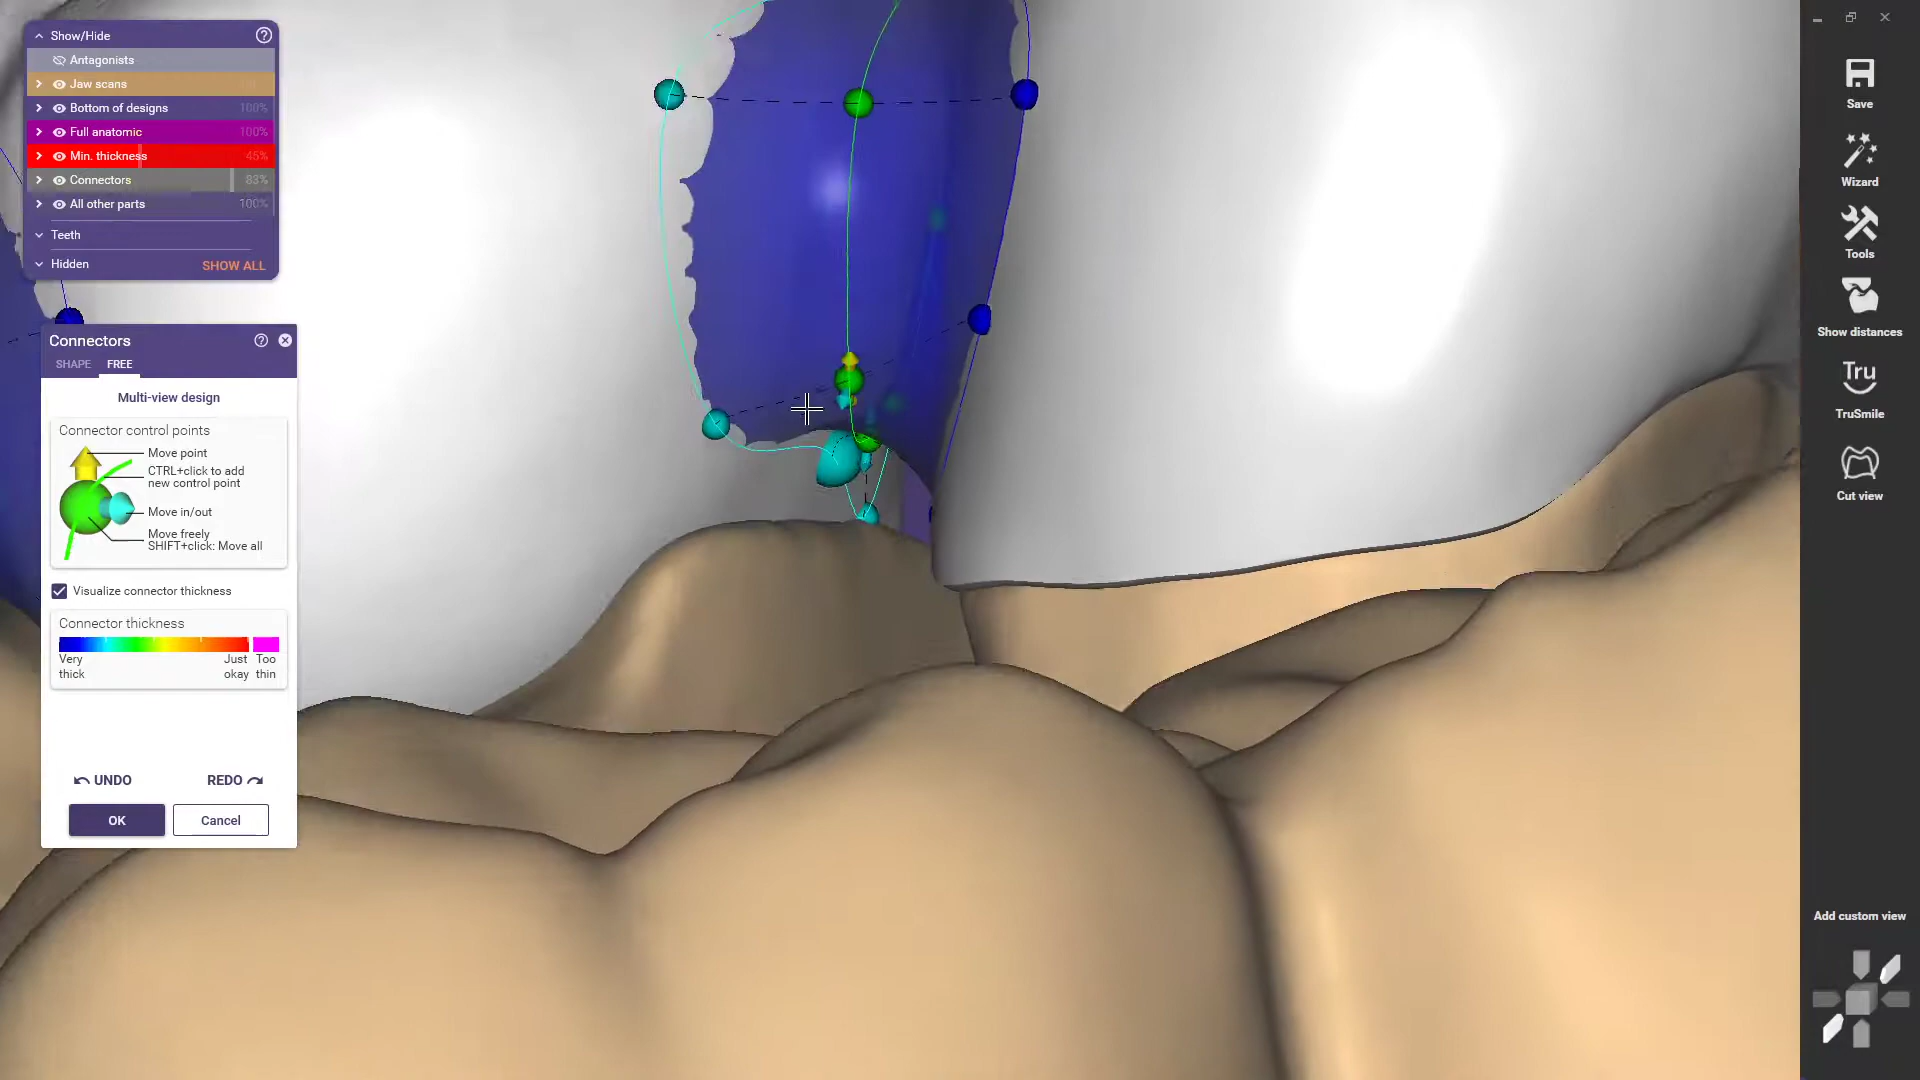 Show/Hide
Antagonists
Jaw scans
Bottom of designs 100%
Full anatomic 100%
Min. thickness 45%
Connectors 83%
All other parts 100%
Teeth
Hidden SHOW ALL
Connectors
SHAPE FREE
Multi-view design
Connector control points
Move point
CTRL+click to add
new control point
Move in/out
Move freely
SHIFT+click: Move all
Visualize connector thickness
Connector thickness
Very thick
Just okay
Too thin
UNDO REDO
OK Cancel
Save
Wizard
Tools
Show distances
Tru
TruSmile
Cut view
Add custom view